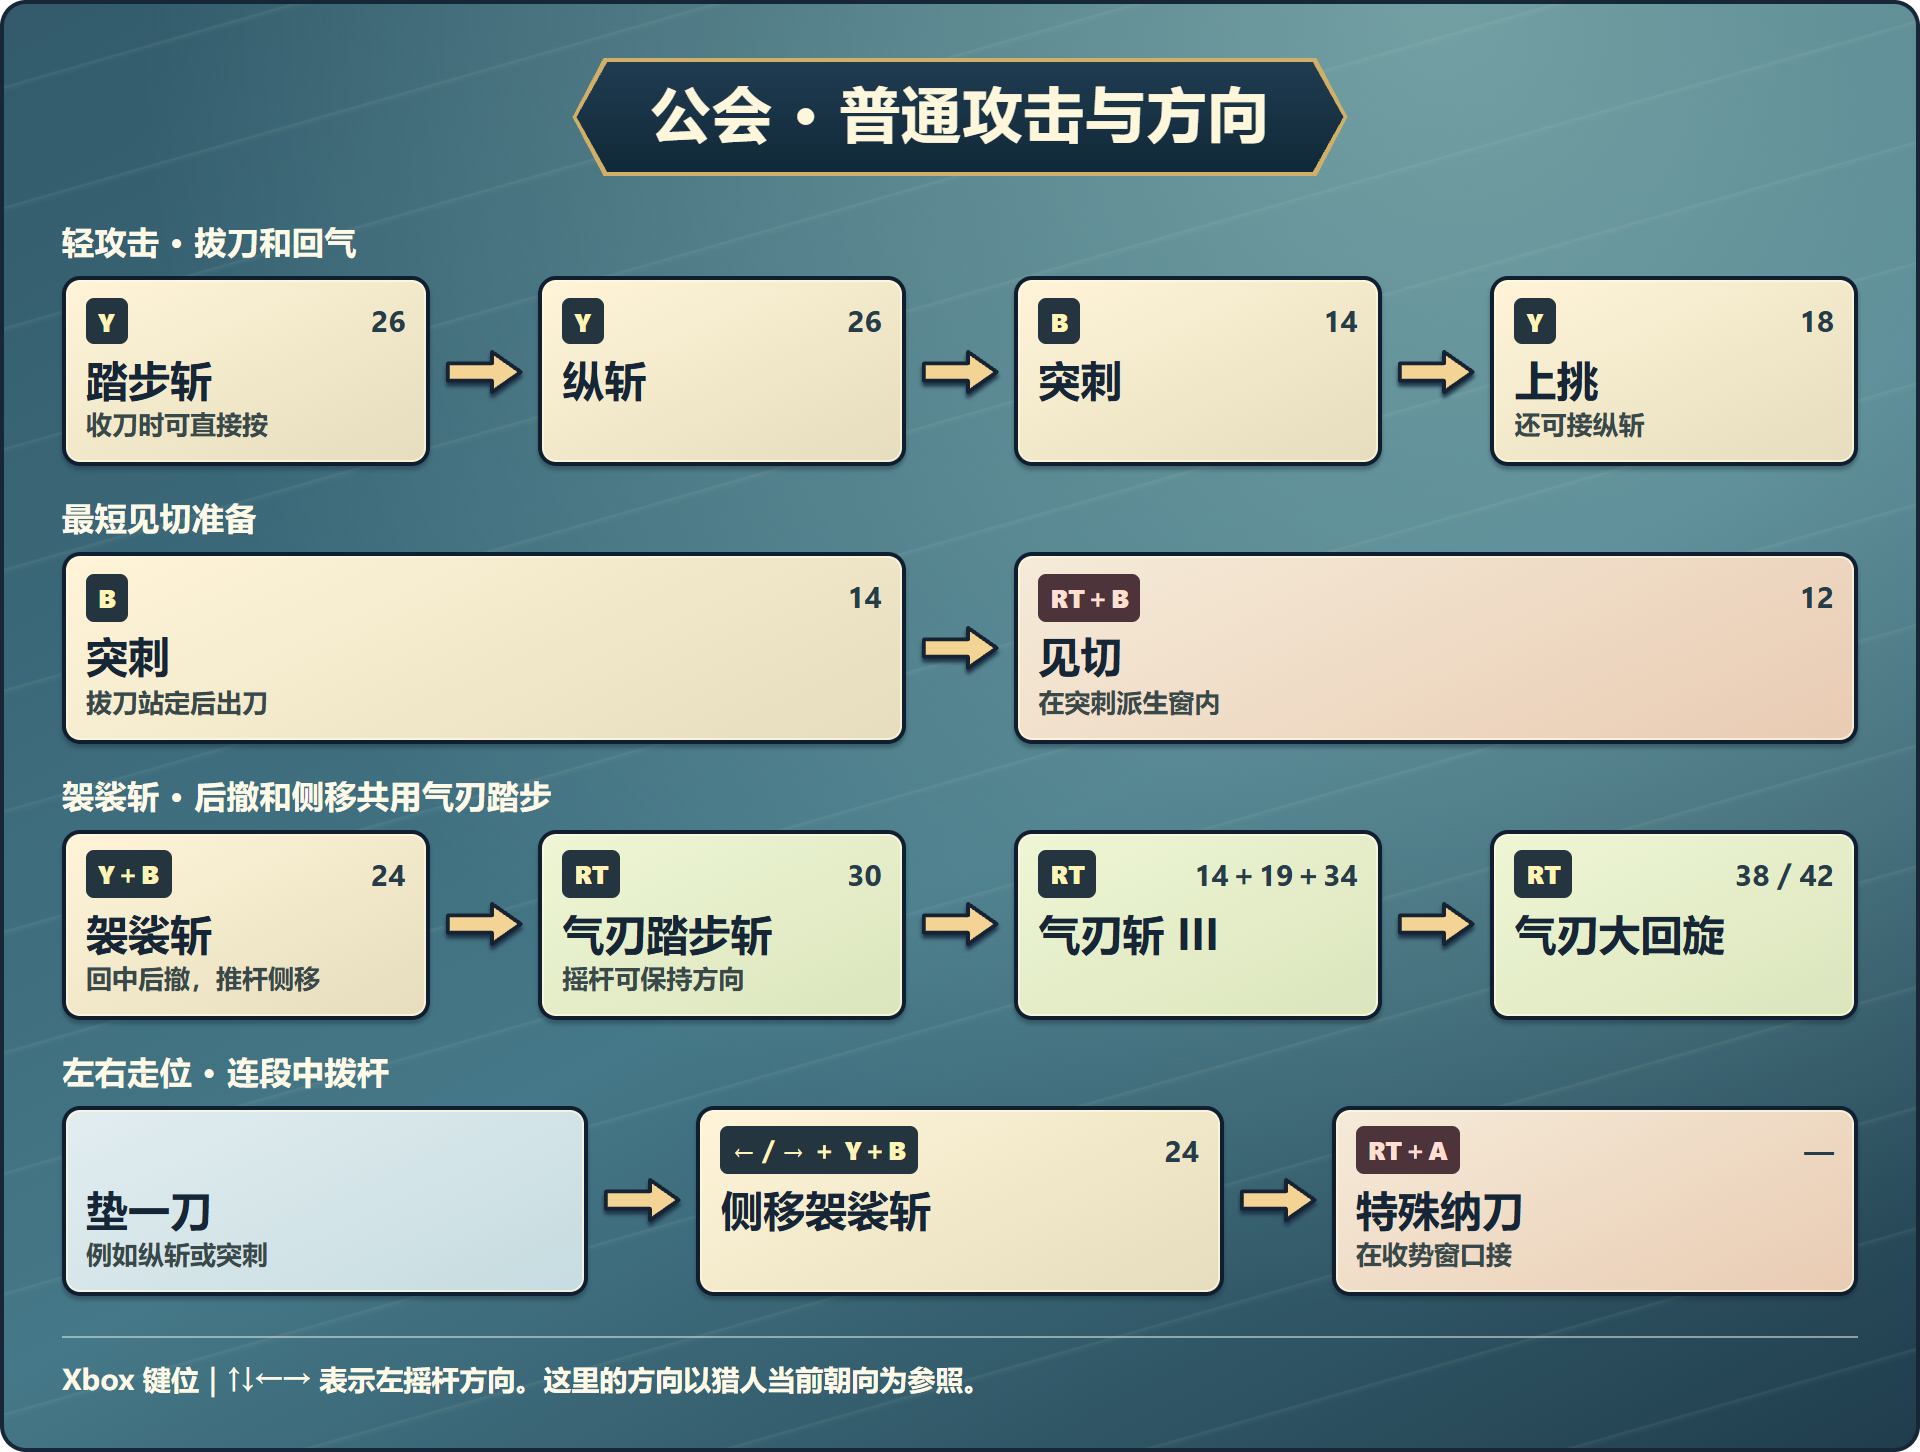 公会·普通攻击与方向
轻攻击·拔刀和回气
Y 26
踏步斩
收刀时可直接按
Y 26
纵斩
B 14
突刺
Y 18
上挑
还可接纵斩
最短见切准备
B 14
突刺
拔刀站定后出刀
RT+B 12
见切
在突刺派生窗内
袈裟斩·后撤和侧移共用气刃踏步
Y+B 24
袈裟斩
回中后撤，推杆侧移
RT 30
气刃踏步斩
摇杆可保持方向
RT 14+19+34
气刃斩 III
RT 38 / 42
气刃大回旋
左右走位·连段中拨杆
垫一刀
例如纵斩或突刺
←/→ + Y+B 24
侧移袈裟斩
RT+A —
特殊纳刀
在收势窗口接
Xbox 键位 | ↑↓←→ 表示左摇杆方向。这里的方向以猎人当前朝向为参照。